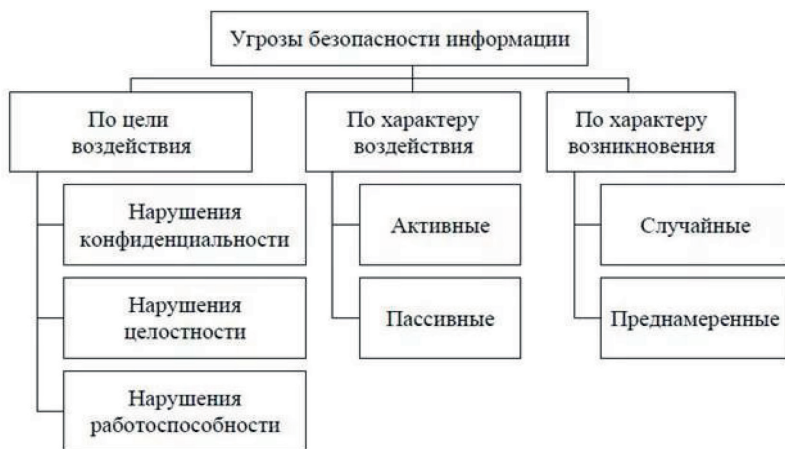 Угрозы безопасности информации
По цели
воздействия
Нарушения
конфиденциальности
Нарушения
целостности
Нарушения
работоспособности
По характеру
воздействия
Активные
Пассивные
По характеру
возникновения
Случайные
Преднамеренные